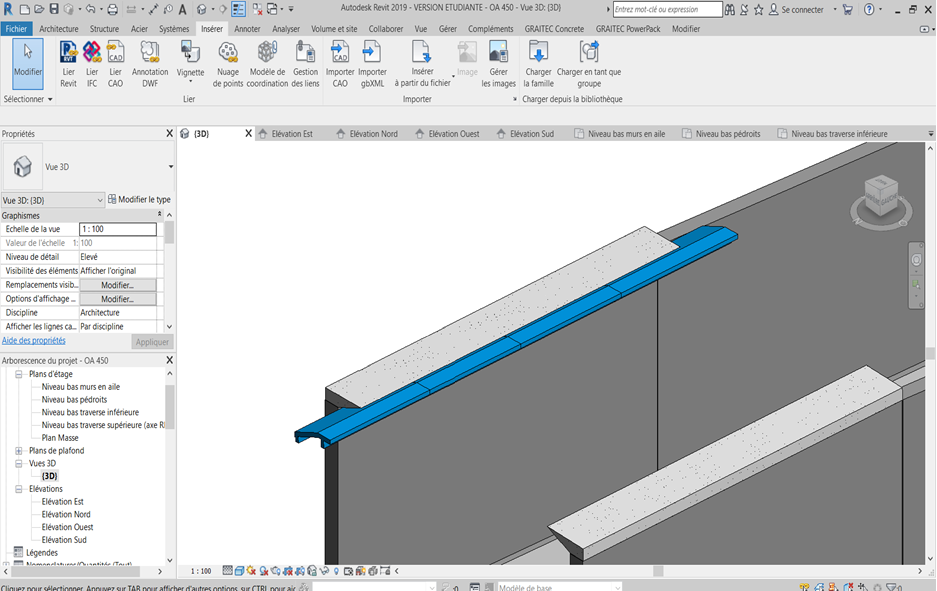 Autodesk Revit 2019 - VERSION ETUDIANTE - OA 450 - Vue 3D: {3D}
Entrez mot-clé ou expression
Se connecter
Fichier Architecture Structure Acier Systèmes Insérer Annoter Analyser Volume et site Collaborer Vue Gérer Compléments GRAITEC Concrete GRAITEC PowerPack Modifier
Modifier
Lier Revit
Lier IFC
Lier CAO
Annotation DWF
Vignette
Nuage de points
Modèle de coordination
Gestion des liens
Importer CAO
Importer gbXML
Insérer à partir du fichier
Image
Gérer les images
Charger la famille
Charger en tant que groupe
Sélectionner Lier Importer Charger depuis la bibliothèque
Propriétés X
{3D} X Elévation Est Elévation Nord Elévation Ouest Elévation Sud Niveau bas murs en aile Niveau bas pédroits Niveau bas traverse inférieure
Vue 3D
Vue 3D: {3D} Modifier le type
Graphismes
Echelle de la vue 1 : 100
Valeur de l'échelle 1: 100
Niveau de détail Elevé
Visibilité des éléments Afficher l'original
Remplacements visib... Modifier...
Options d'affichage ... Modifier...
Discipline Architecture
Afficher les lignes ca... Par discipline
Aide des propriétés Appliquer
Arborescence du projet - OA 450 X
Plans d'étage
Niveau bas murs en aile
Niveau bas pédroits
Niveau bas traverse inférieure
Niveau bas traverse supérieure (axe R
Plan Masse
Plans de plafond
Vues 3D
{3D}
Elévations
Elévation Est
Elévation Nord
Elévation Ouest
Elévation Sud
Légendes
Nomenclatures/Quantités (Tout)
1 : 100
Cliquez pour sélectionner. Appuyez sur TAB pour afficher d'autres options, sur CTRL pour
Modèle de base
:0